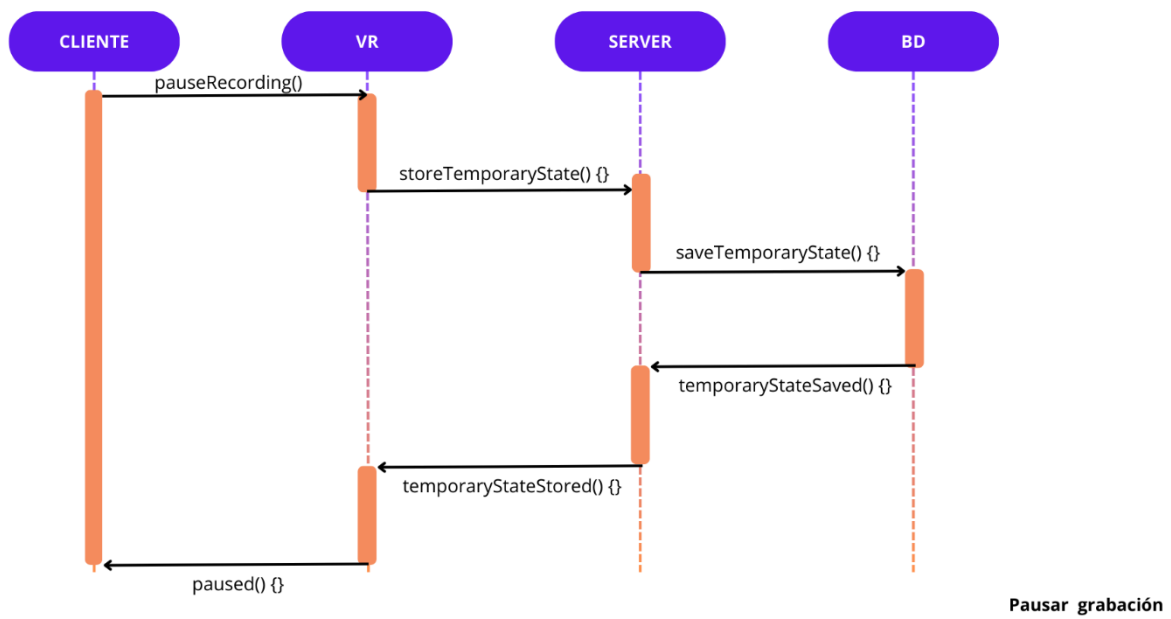 CLIENTE
VR
SERVER
BD
pauseRecording()
storeTemporaryState() {}
saveTemporaryState() {}
temporaryStateSaved() {}
temporaryStateStored() {}
paused() {}
Pausar grabación